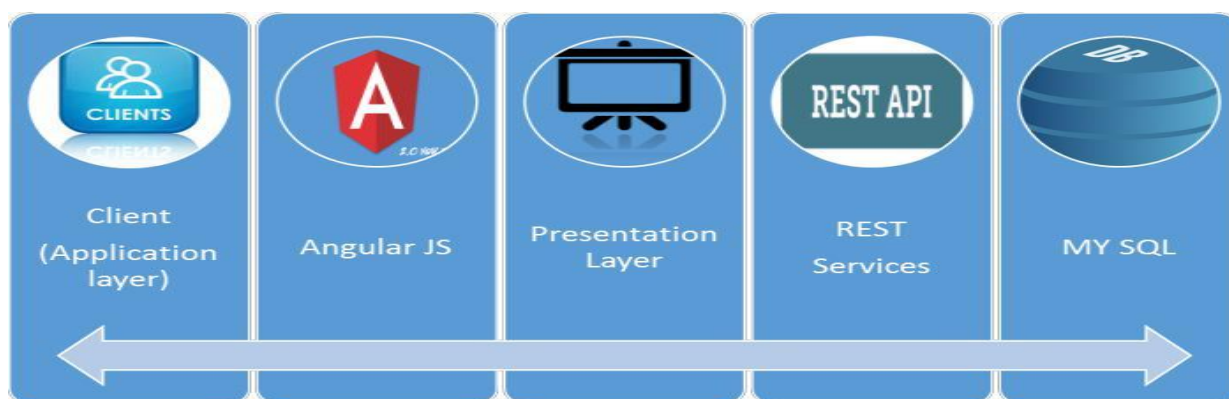 CLIENTS
Client
(Application
layer)
A
Angular JS
Presentation
Layer
REST API
REST
Services
DB
MY SQL